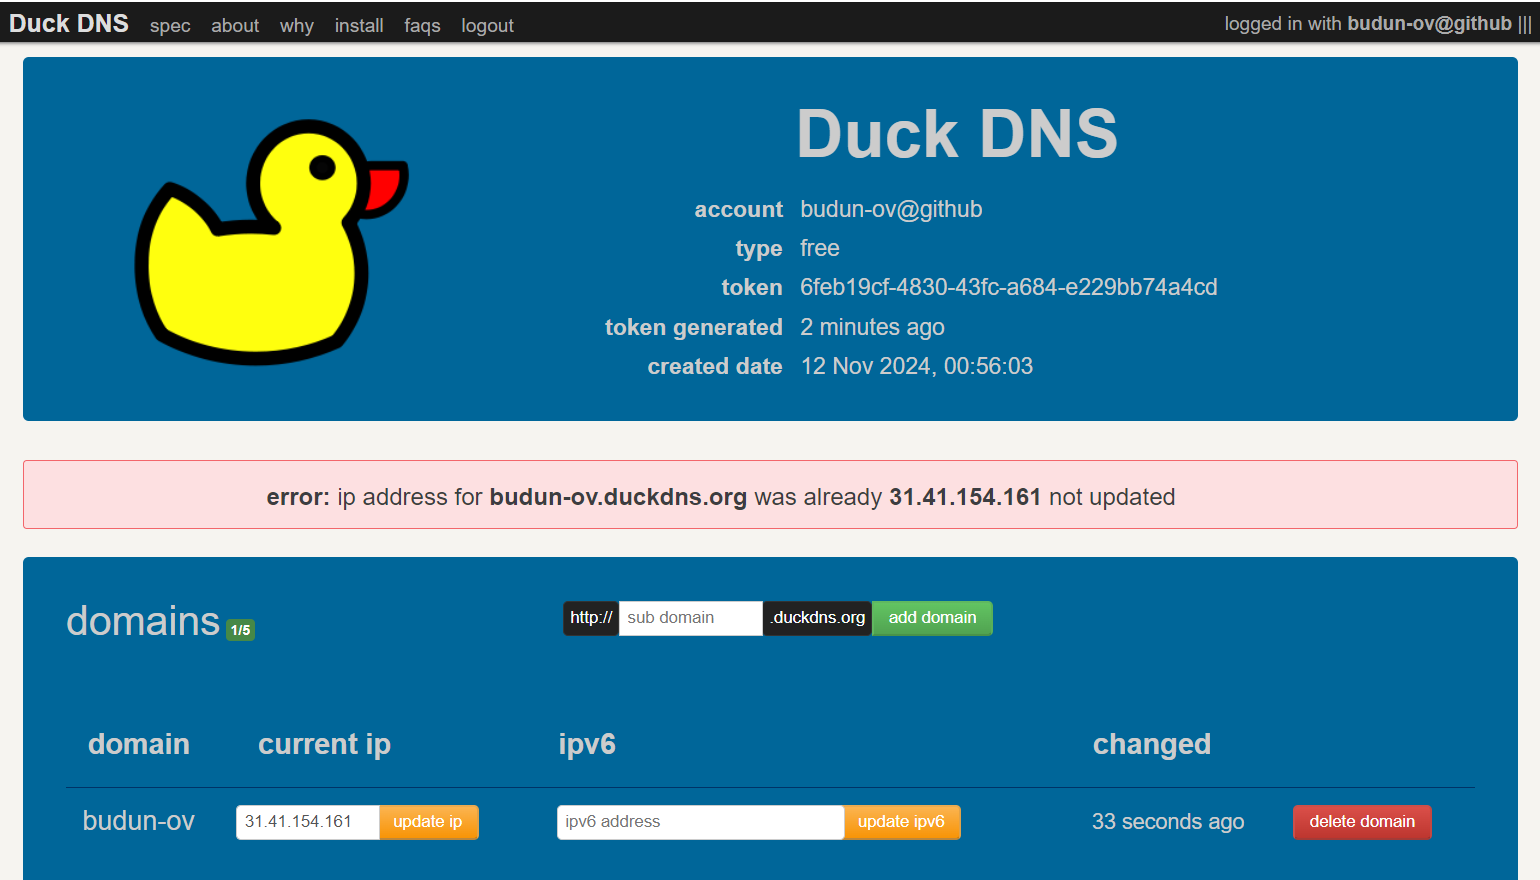 Duck DNS spec about why install faqs logout logged in with budun-ov@github |||
Duck DNS
account budun-ov@github
type free
token 6feb19cf-4830-43fc-a684-e229bb74a4cd
token generated 2 minutes ago
created date 12 Nov 2024, 00:56:03
error: ip address for budun-ov.duckdns.org was already 31.41.154.161 not updated
domains 1/5 http:// sub domain .duckdns.org add domain
domain current ip ipv6 changed
budun-ov 31.41.154.161 update ip ipv6 address update ipv6 33 seconds ago delete domain